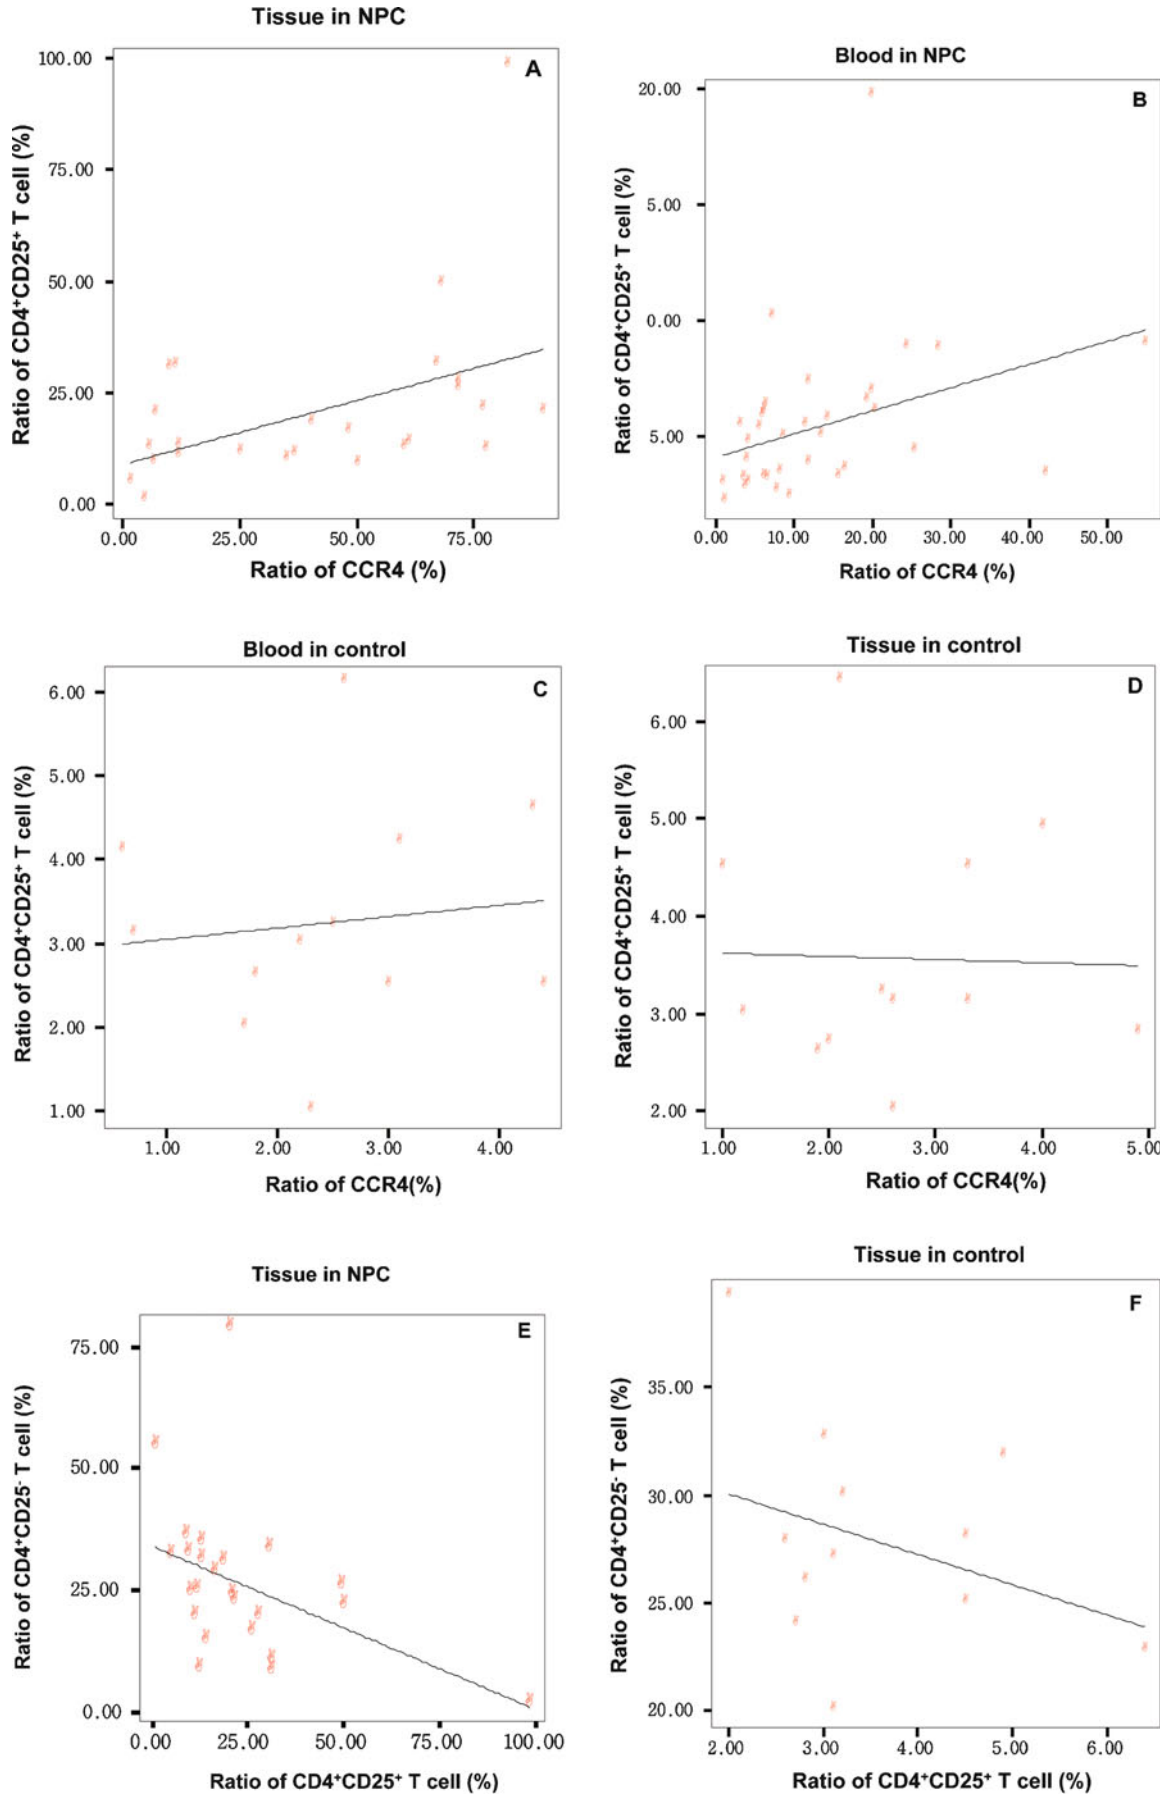 Tissue in NPC
A
100.00
75.00
50.00
25.00
0.00
Ratio of CD4⁺CD25⁺ T cell (%)
0.00 25.00 50.00 75.00
Ratio of CCR4 (%)
Blood in NPC
B
20.00
5.00
0.00
5.00
Ratio of CD4⁺CD25⁺ T cell (%)
0.00 10.00 20.00 30.00 40.00 50.00
Ratio of CCR4 (%)
Blood in control
C
6.00
5.00
4.00
3.00
2.00
1.00
Ratio of CD4⁺CD25⁺ T cell (%)
1.00 2.00 3.00 4.00
Ratio of CCR4(%)
Tissue in control
D
6.00
5.00
4.00
3.00
2.00
Ratio of CD4⁺CD25⁺ T cell (%)
1.00 2.00 3.00 4.00 5.00
Ratio of CCR4(%)
Tissue in NPC
E
75.00
50.00
25.00
0.00
Ratio of CD4⁺CD25⁻ T cell (%)
0.00 25.00 50.00 75.00 100.00
Ratio of CD4⁺CD25⁺ T cell (%)
Tissue in control
F
35.00
30.00
25.00
20.00
Ratio of CD4⁺CD25⁻ T cell (%)
2.00 3.00 4.00 5.00 6.00
Ratio of CD4⁺CD25⁺ T cell (%)